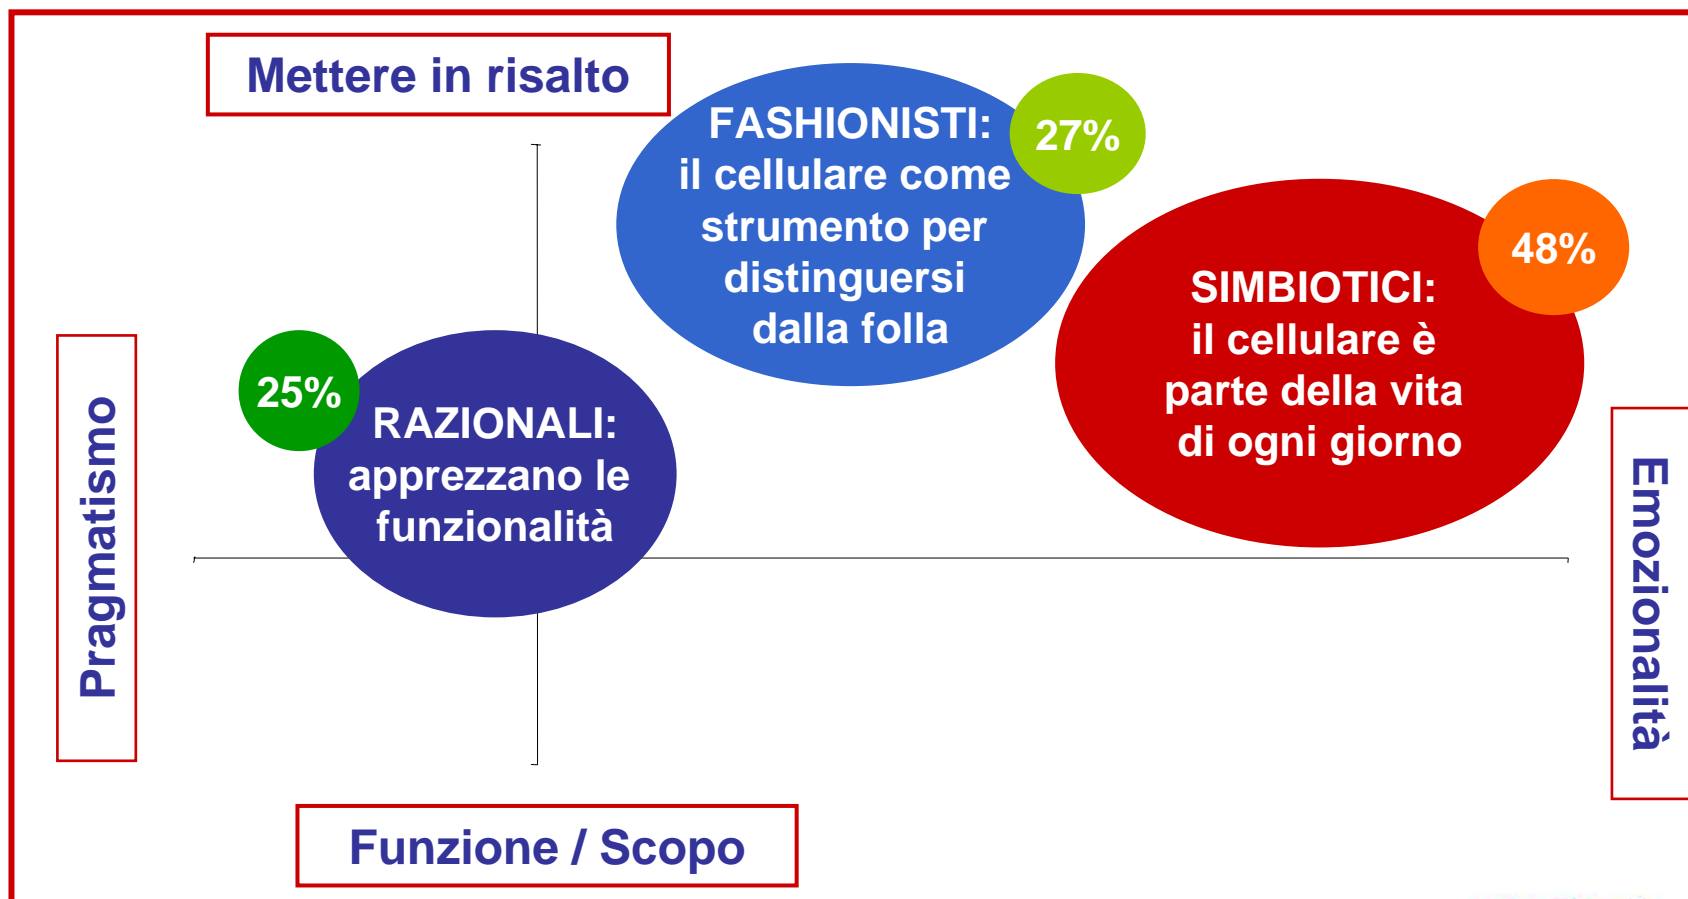 Mettere in risalto
FASHIONISTI:
il cellulare come
strumento per
distinguersi
dalla folla
27%
SIMBIOTICI:
il cellulare è
parte della vita
di ogni giorno
48%
25%
RAZIONALI:
apprezzano le
funzionalità
Pragmatismo
Emozionalità
Funzione / Scopo